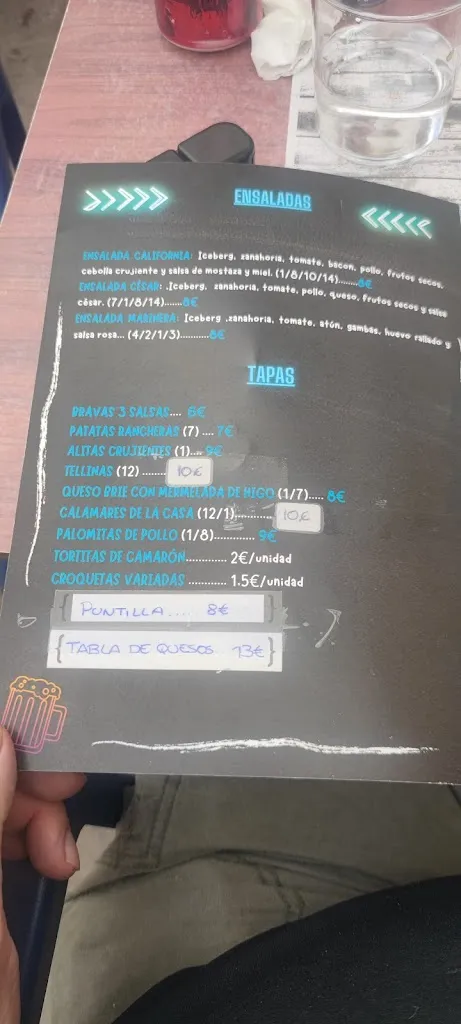 ENSALADAS
ENSALADA CALIFORNIA: Iceberg, zanahoria, tomate, bacon, pollo, frutos secos,
cebolla crujiente y salsa de mostaza y miel. (1/8/10/14)........8€
ENSALADA CÉSAR: .Iceberg, zanahoria, tomate, pollo, queso, frutos secos y salsa
césar. (7/1/8/14)......8€
ENSALADA MARINERA: Iceberg ,zanahoria, tomate, atún, gambas, huevo rallado y
salsa rosa... (4/2/1/3)..........8€
TAPAS
BRAVAS 3 SALSAS.... 6€
PATATAS RANCHERAS (7) .... 7€
ALITAS CRUJIENTES (1).... 9€
TELLINAS (12) ........ 10€
QUESO BRIE CON MERMELADA DE HIGO (1/7)..... 8€
CALAMARES DE LA CASA (12/1)........... 10€
PALOMITAS DE POLLO (1/8)............ 9€
TORTITAS DE CAMARÓN............ 2€/unidad
CROQUETAS VARIADAS ............ 1.5€/unidad
PUNTILLA.... 8€
TABLA DE QUESOS 13€